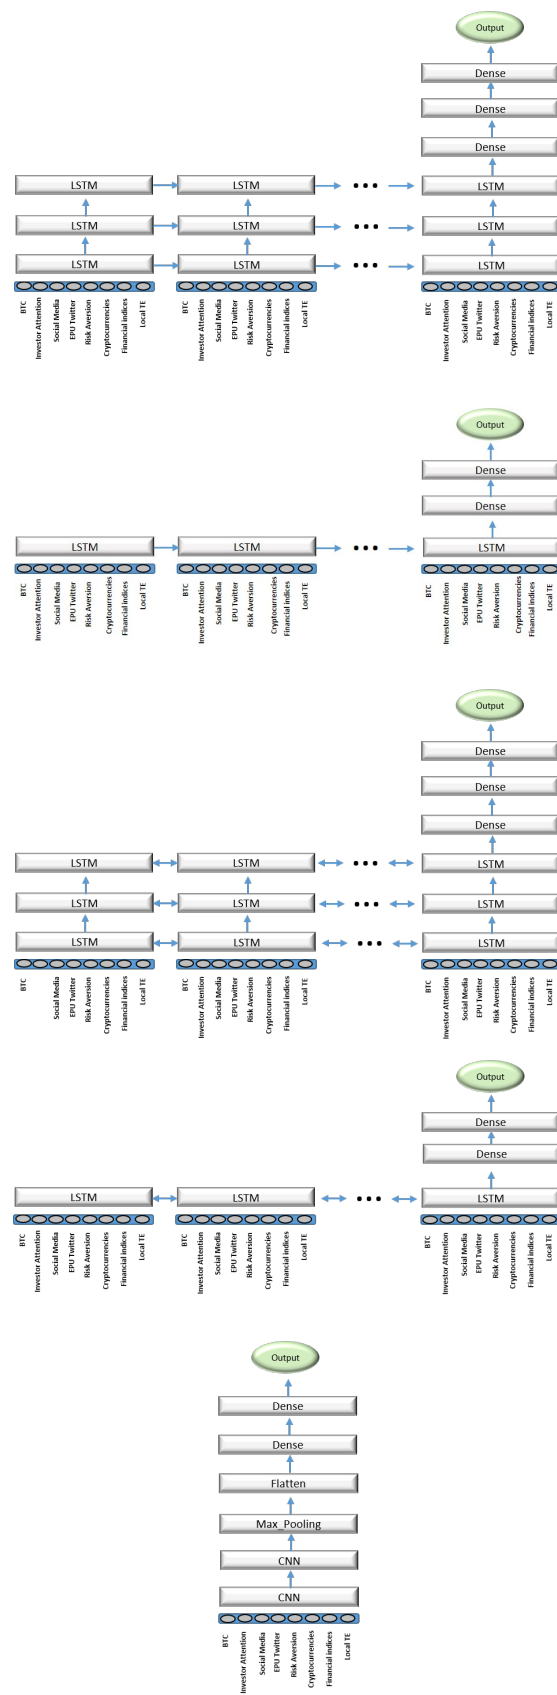 Output
Dense
Dense
Dense
LSTM LSTM LSTM
LSTM LSTM LSTM
LSTM LSTM LSTM
BTC Investor Attention Social Media EPU Twitter Risk Aversion Cryptocurrencies Financial indices Local TE
BTC Investor Attention Social Media EPU Twitter Risk Aversion Cryptocurrencies Financial indices Local TE
BTC Investor Attention Social Media EPU Twitter Risk Aversion Cryptocurrencies Financial indices Local TE
Output
Dense
Dense
LSTM LSTM LSTM
BTC Investor Attention Social Media EPU Twitter Risk Aversion Cryptocurrencies Financial indices Local TE
BTC Investor Attention Social Media EPU Twitter Risk Aversion Cryptocurrencies Financial indices Local TE
BTC Investor Attention Social Media EPU Twitter Risk Aversion Cryptocurrencies Financial indices Local TE
Output
Dense
Dense
Dense
LSTM LSTM LSTM
LSTM LSTM LSTM
LSTM LSTM LSTM
BTC Social Media EPU Twitter Risk Aversion Cryptocurrencies Financial indices Local TE
BTC Investor Attention Social Media EPU Twitter Risk Aversion Cryptocurrencies Financial indices Local TE
BTC Investor Attention Social Media EPU Twitter Risk Aversion Cryptocurrencies Financial indices Local TE
Output
Dense
Dense
LSTM LSTM LSTM
BTC Investor Attention Social Media EPU Twitter Risk Aversion Cryptocurrencies Financial indices Local TE
BTC Investor Attention Social Media EPU Twitter Risk Aversion Cryptocurrencies Financial indices Local TE
BTC Investor Attention Social Media EPU Twitter Risk Aversion Cryptocurrencies Financial indices Local TE
Output
Dense
Dense
Flatten
Max_Pooling
CNN
CNN
BTC Investor Attention Social Media EPU Twitter Risk Aversion Cryptocurrencies Financial indices Local TE